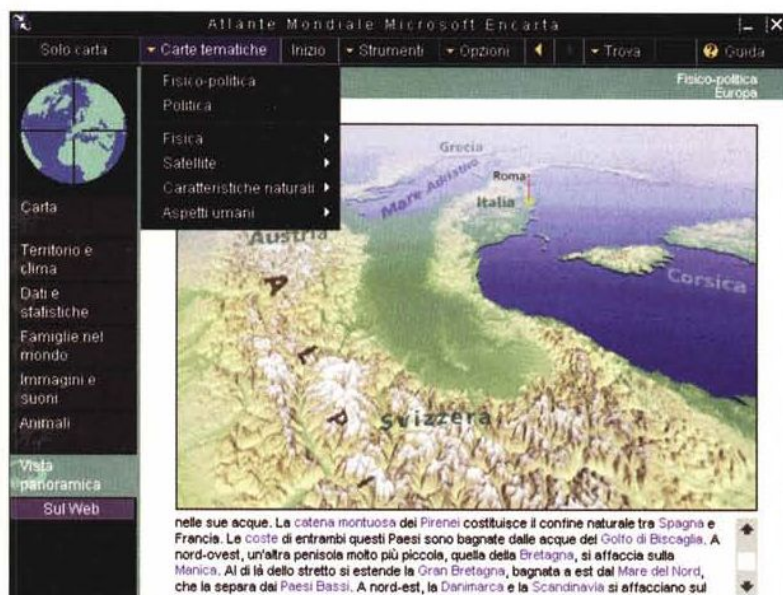 Atlante Mondiale Microsoft Encarta
Solo carta
Carte tematiche
Inizio
Strumenti
Opzioni
Trova
Guida
Fisico-politica
Politica
Fisica
Satellite
Caratteristiche naturali
Aspetti umani
Fisico-politica
Europa
Carta
Territorio e
clima
Dati e
statistiche
Famiglie nel
mondo
Immagini e
suoni
Animali
Vista
panoramica
Sul Web
Grecia
Mare Adriatico
Roma
Italia
Austria
Corsica
A L P I
Svizzera
nelle sue acque. La catena montuosa dei Pirenei costituisce il confine naturale tra Spagna e
Francia. Le coste di entrambi questi Paesi sono bagnate dalle acque del Golfo di Biscaglia. A
nord-ovest, un'altra penisola molto più piccola, quella della Bretagna, si affaccia sulla
Manica. Al di là dello stretto si estende la Gran Bretagna, bagnata a est dal Mare del Nord,
che la separa dai Paesi Bassi. A nord-est, la Danimarca e la Scandinavia si affacciano sul